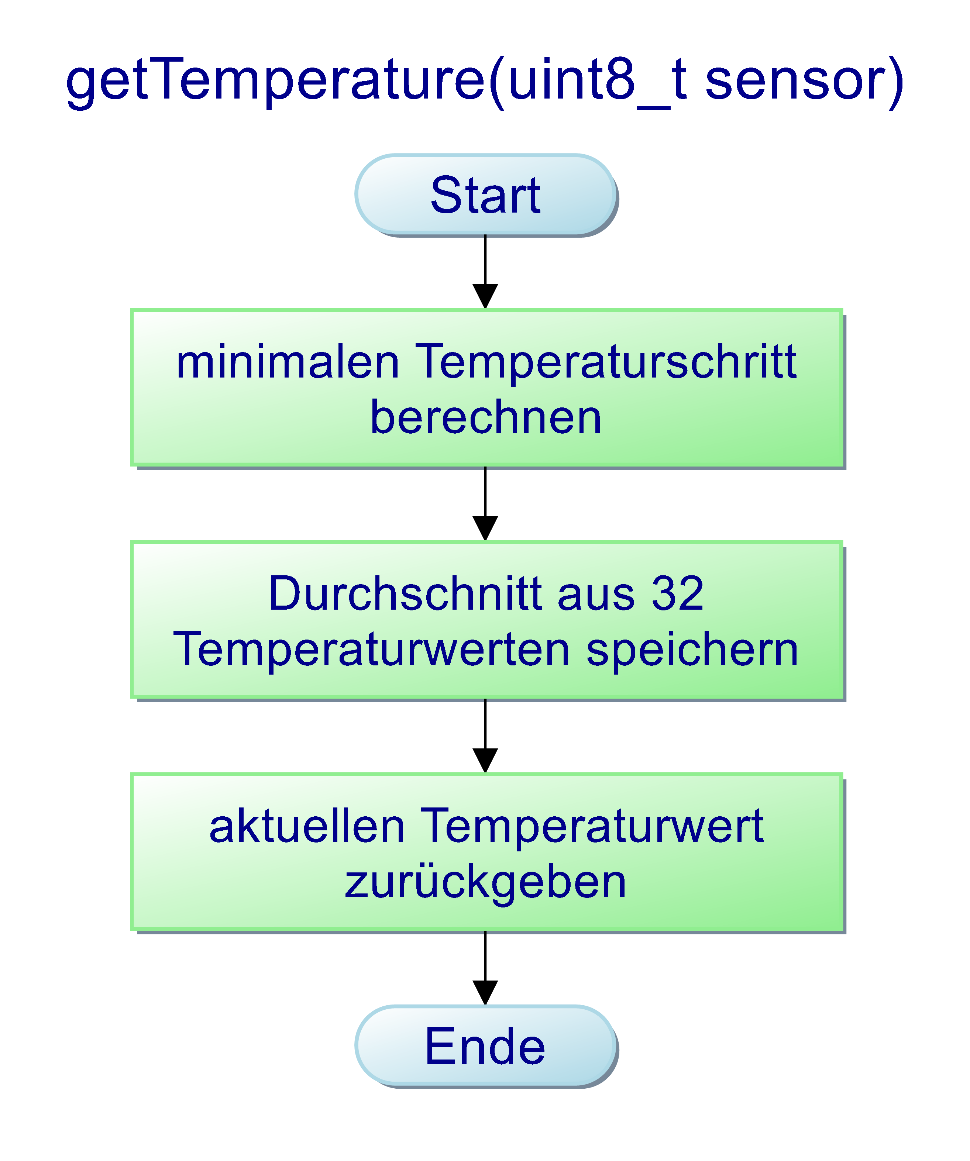 getTemperature(uint8_t sensor)
Start
minimalen Temperaturschritt
berechnen
Durchschnitt aus 32
Temperaturwerten speichern
aktuellen Temperaturwert
zurückgeben
Ende